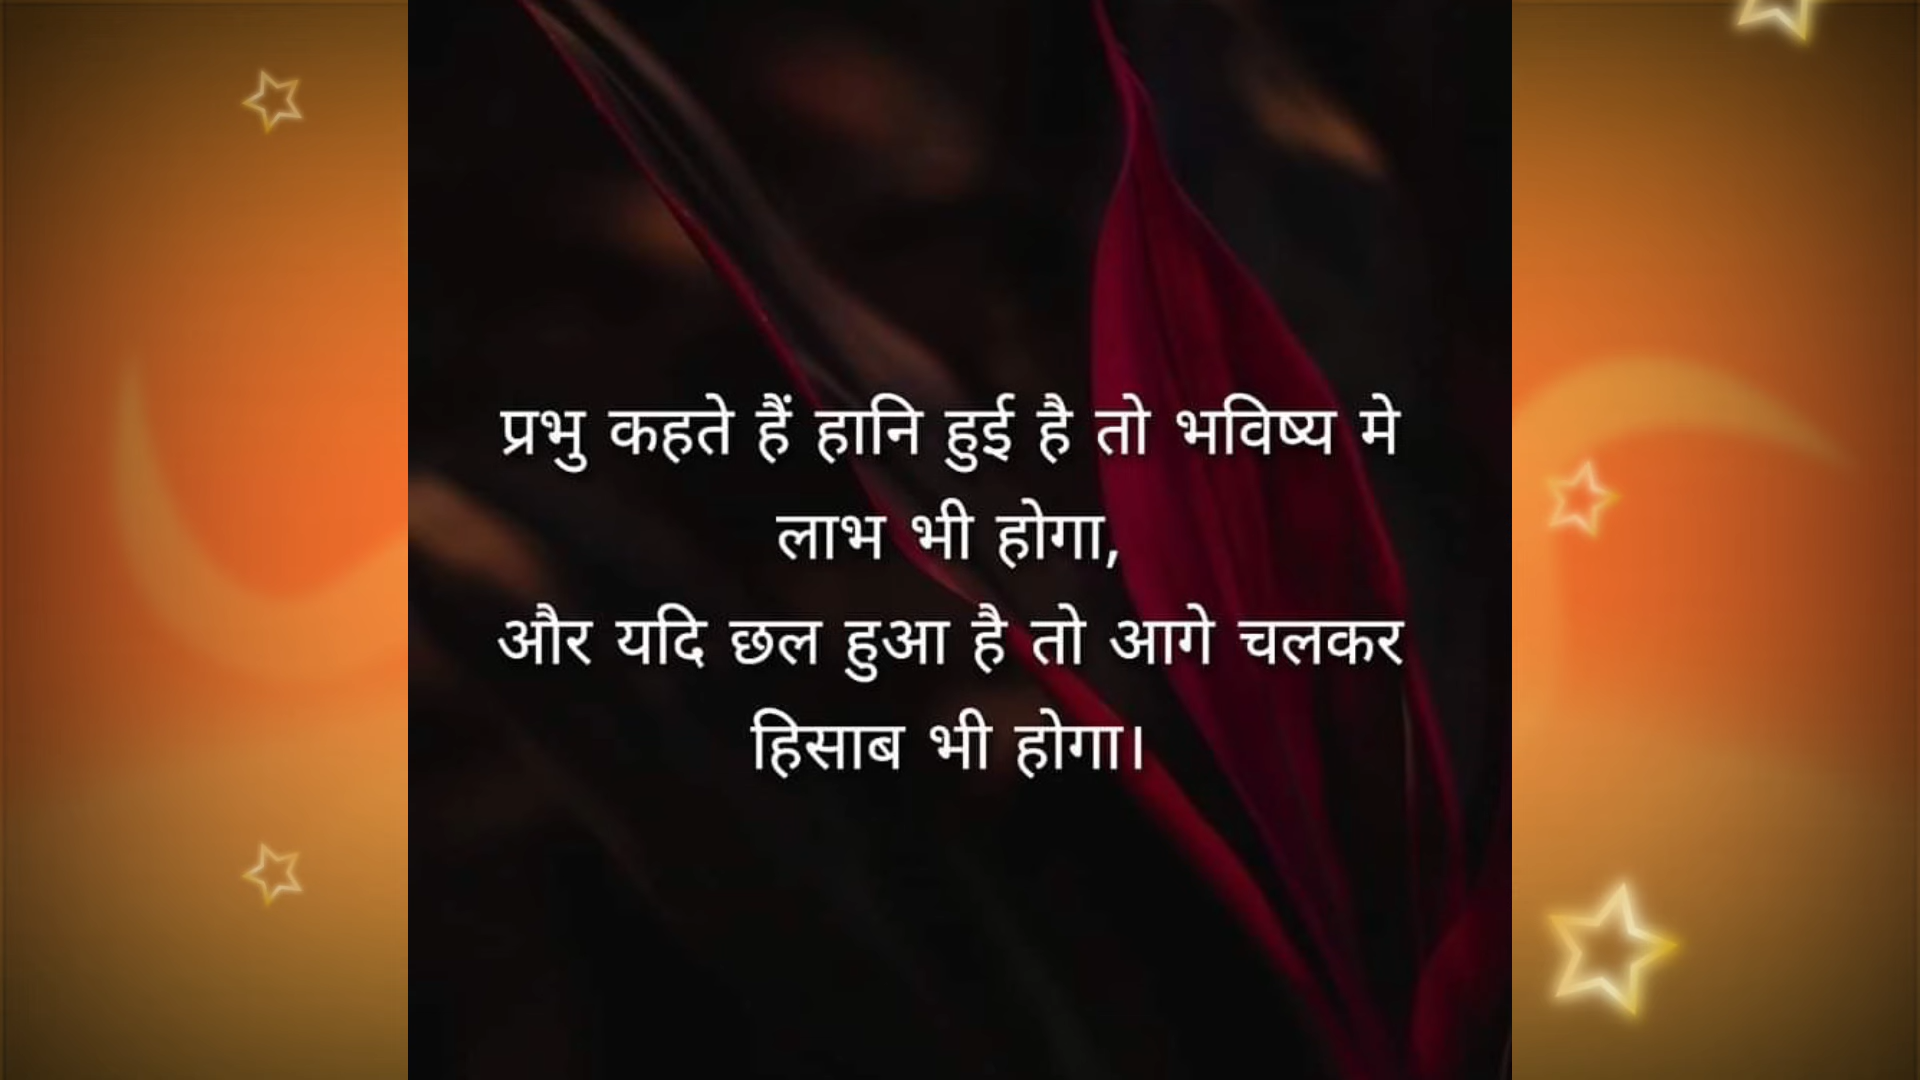 प्रभु कहते हैं हानि हुई है तो भविष्य मे
लाभ भी होगा,
और यदि छल हुआ है तो आगे चलकर
हिसाब भी होगा।